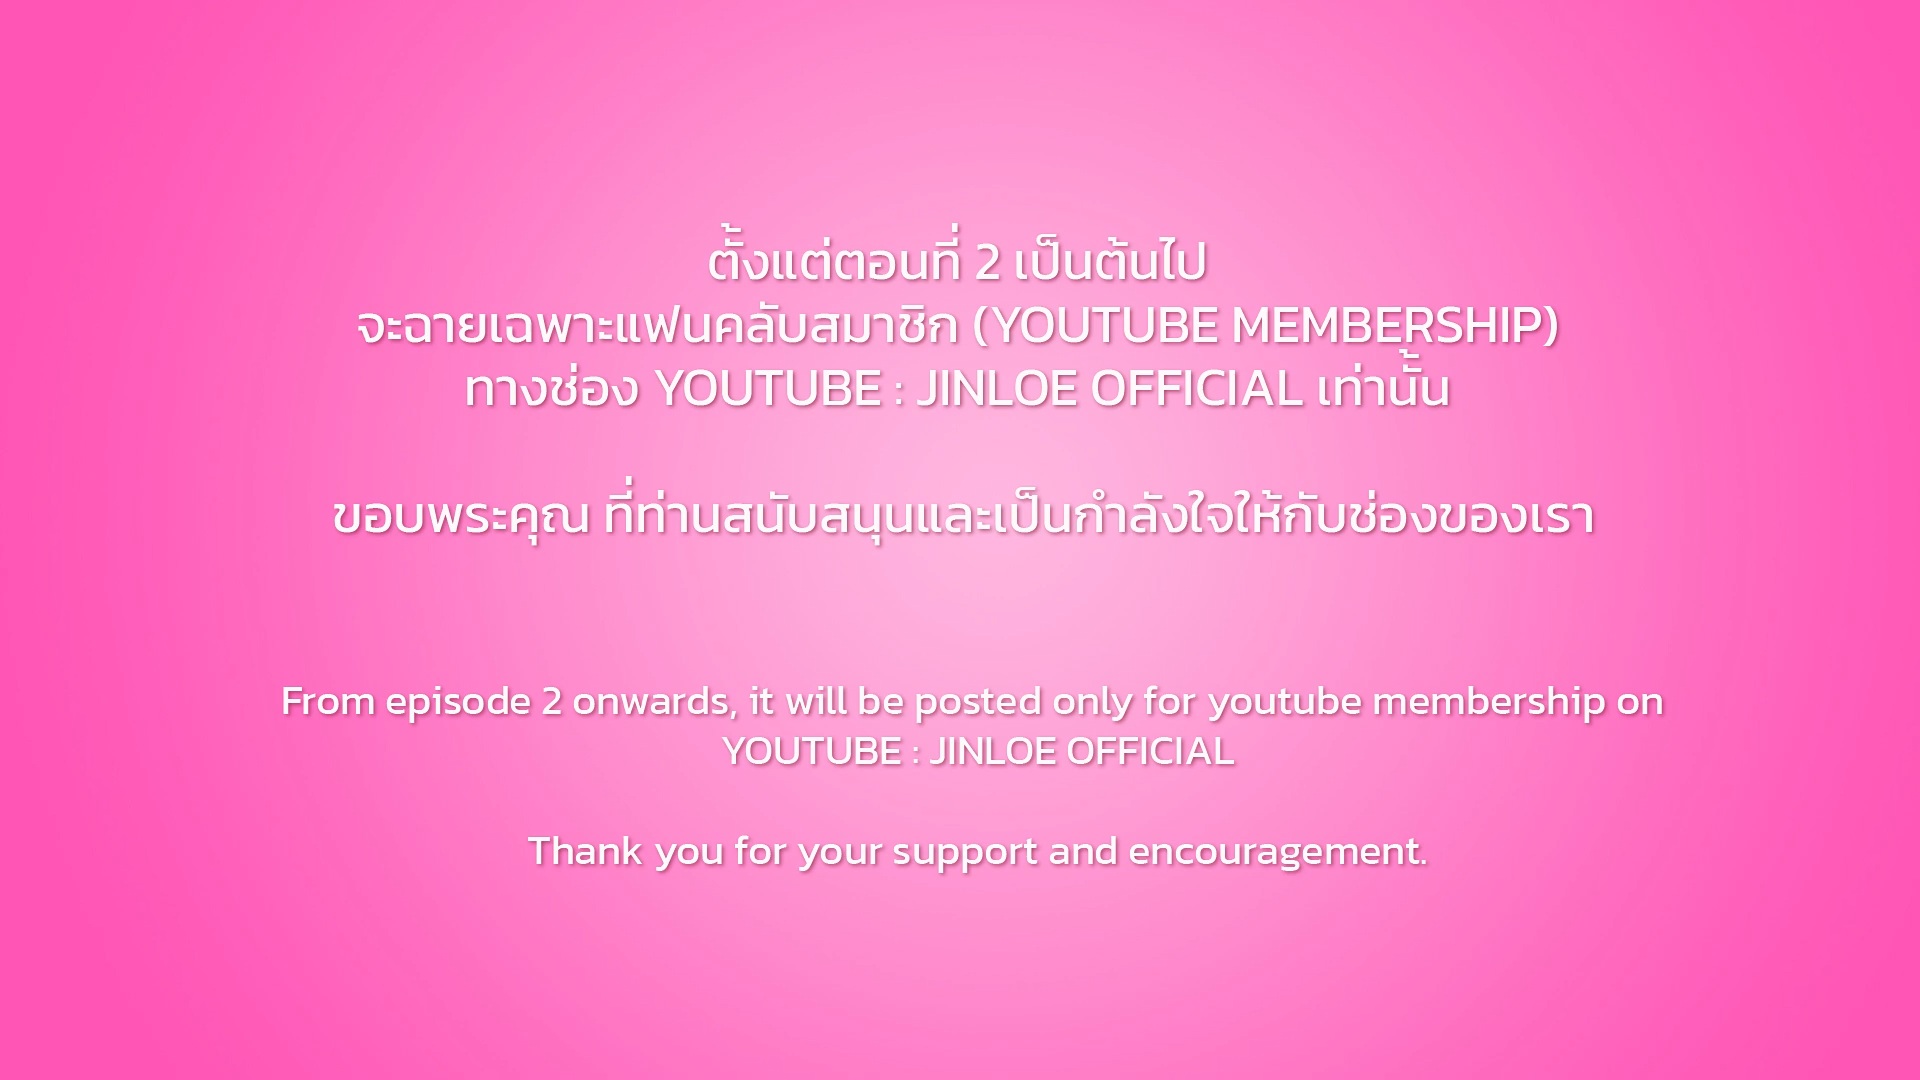 ตั้งแต่ตอนที่ 2 เป็นต้นไป
จะฉายเฉพาะแฟนคลับสมาชิก (YOUTUBE MEMBERSHIP)
ทางช่อง YOUTUBE : JINLOE OFFICIAL เท่านั้น
ขอบพระคุณ ที่ท่านสนับสนุนและเป็นกำลังใจให้กับช่องของเรา
From episode 2 onwards, it will be posted only for youtube membership on
YOUTUBE : JINLOE OFFICIAL
Thank you for your support and encouragement.